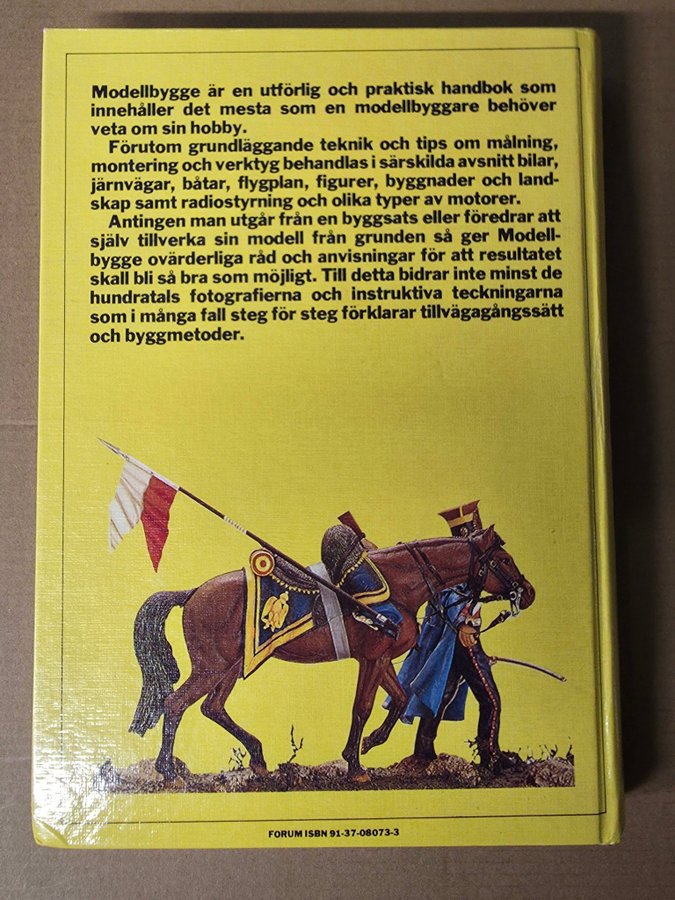 Modellbygge är en utförlig och praktisk handbok som
innehåller det mesta som en modellbyggare behöver
veta om sin hobby.
Förutom grundläggande teknik och tips om målning,
montering och verktyg behandlas i särskilda avsnitt bilar,
järnvägar, båtar, flygplan, figurer, byggnader och land-
skap samt radiostyrning och olika typer av motorer.
Antingen man utgår från en byggsats eller föredrar att
själv tillverka sin modell från grunden så ger Modell-
bygge ovärderliga råd och anvisningar för att resultatet
skall bli så bra som möjligt. Till detta bidrar inte minst de
hundratals fotografierna och instruktiva teckningarna
som i många fall steg för steg förklarar tillvägagångssätt
och byggmetoder.
FORUM ISBN 91-37-08073-3